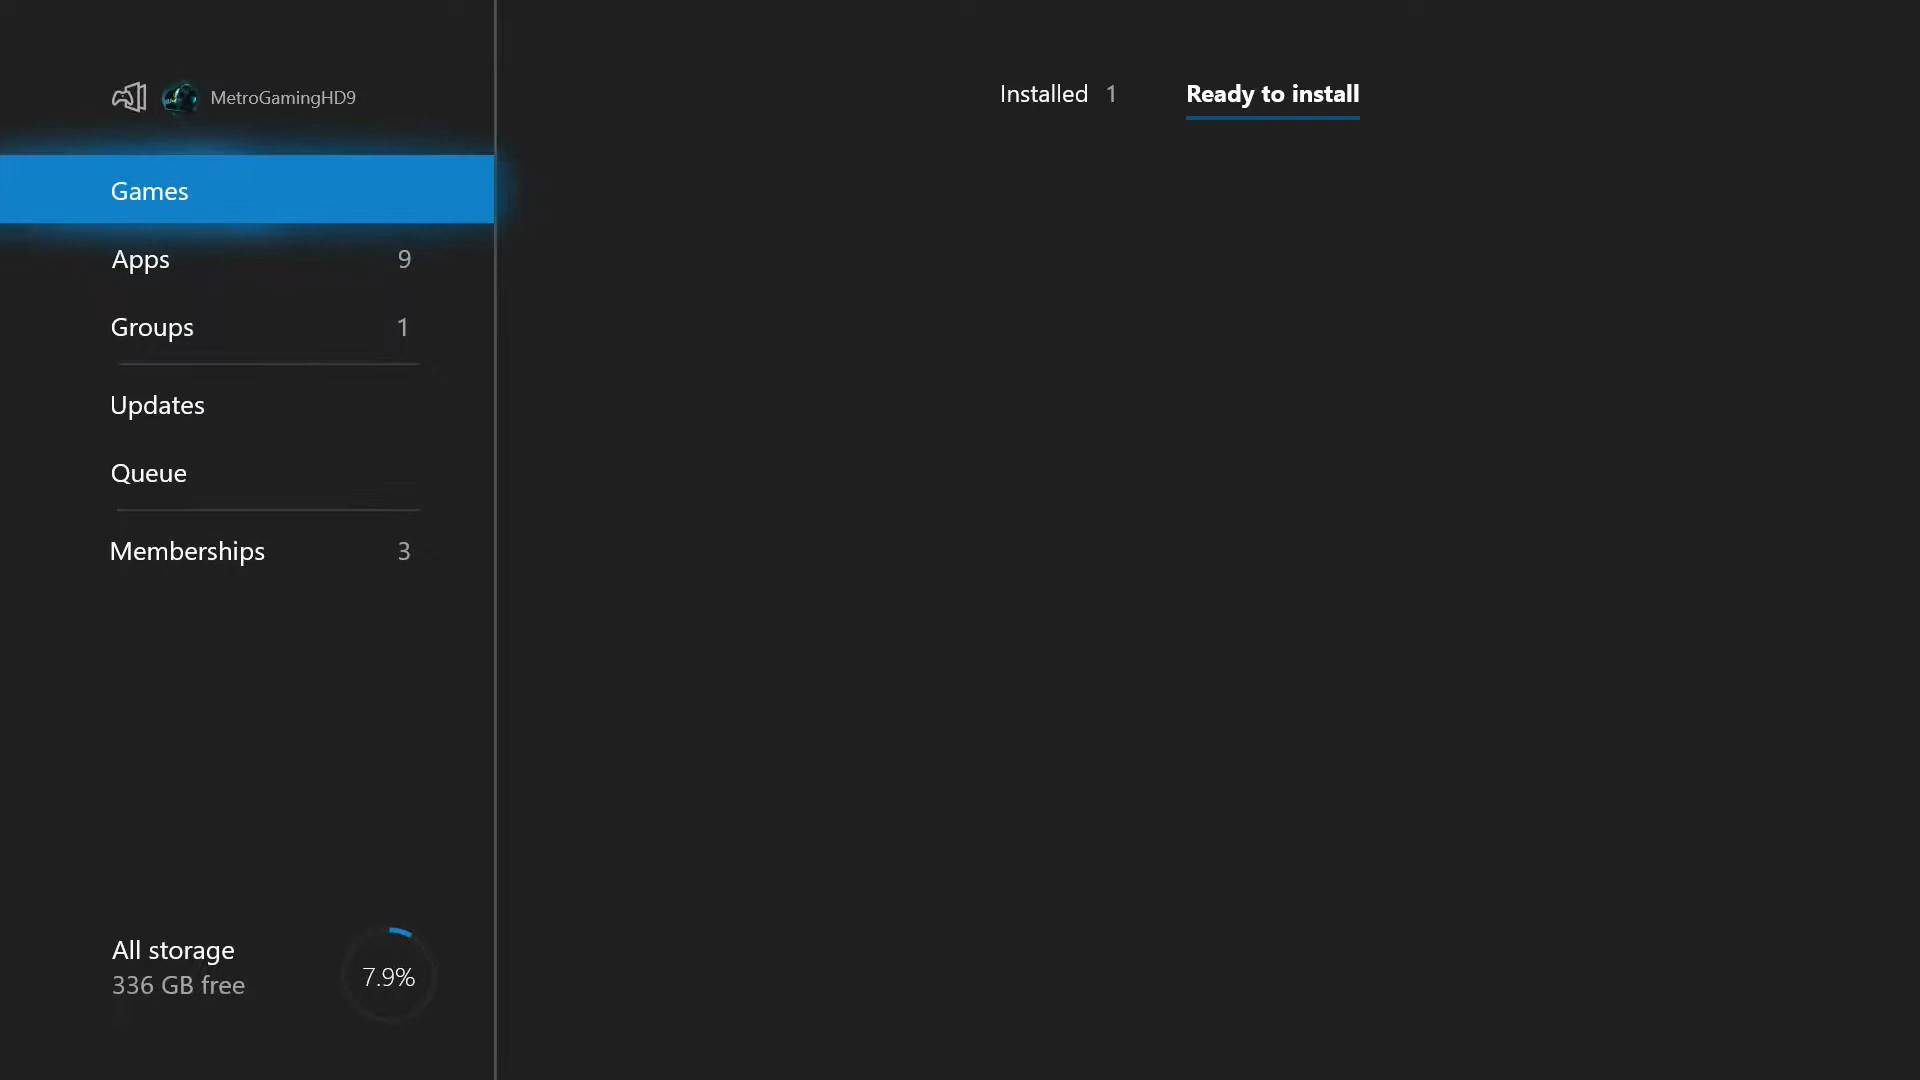 MetroGamingHD9
Games
Apps 9
Groups 1
Updates
Queue
Memberships 3
All storage
336 GB free
7.9%
Installed 1
Ready to install